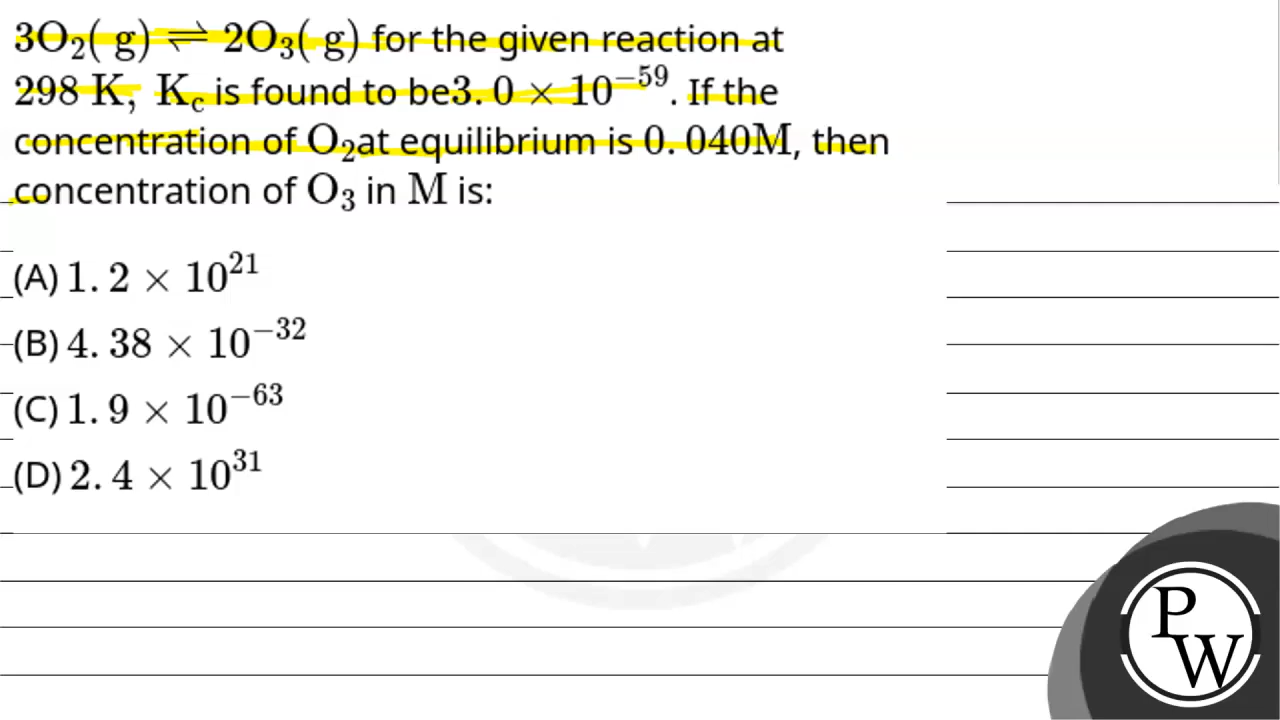 3O₂( g) ⇌ 2O₃( g) for the given reaction at
298 K, K_c is found to be3. 0 × 10⁻⁵⁹. If the
concentration of O₂at equilibrium is 0. 040M, then
concentration of O₃ in M is:
(A) 1. 2 × 10²¹
(B) 4. 38 × 10⁻³²
(C) 1. 9 × 10⁻⁶³
(D) 2. 4 × 10³¹
P
W